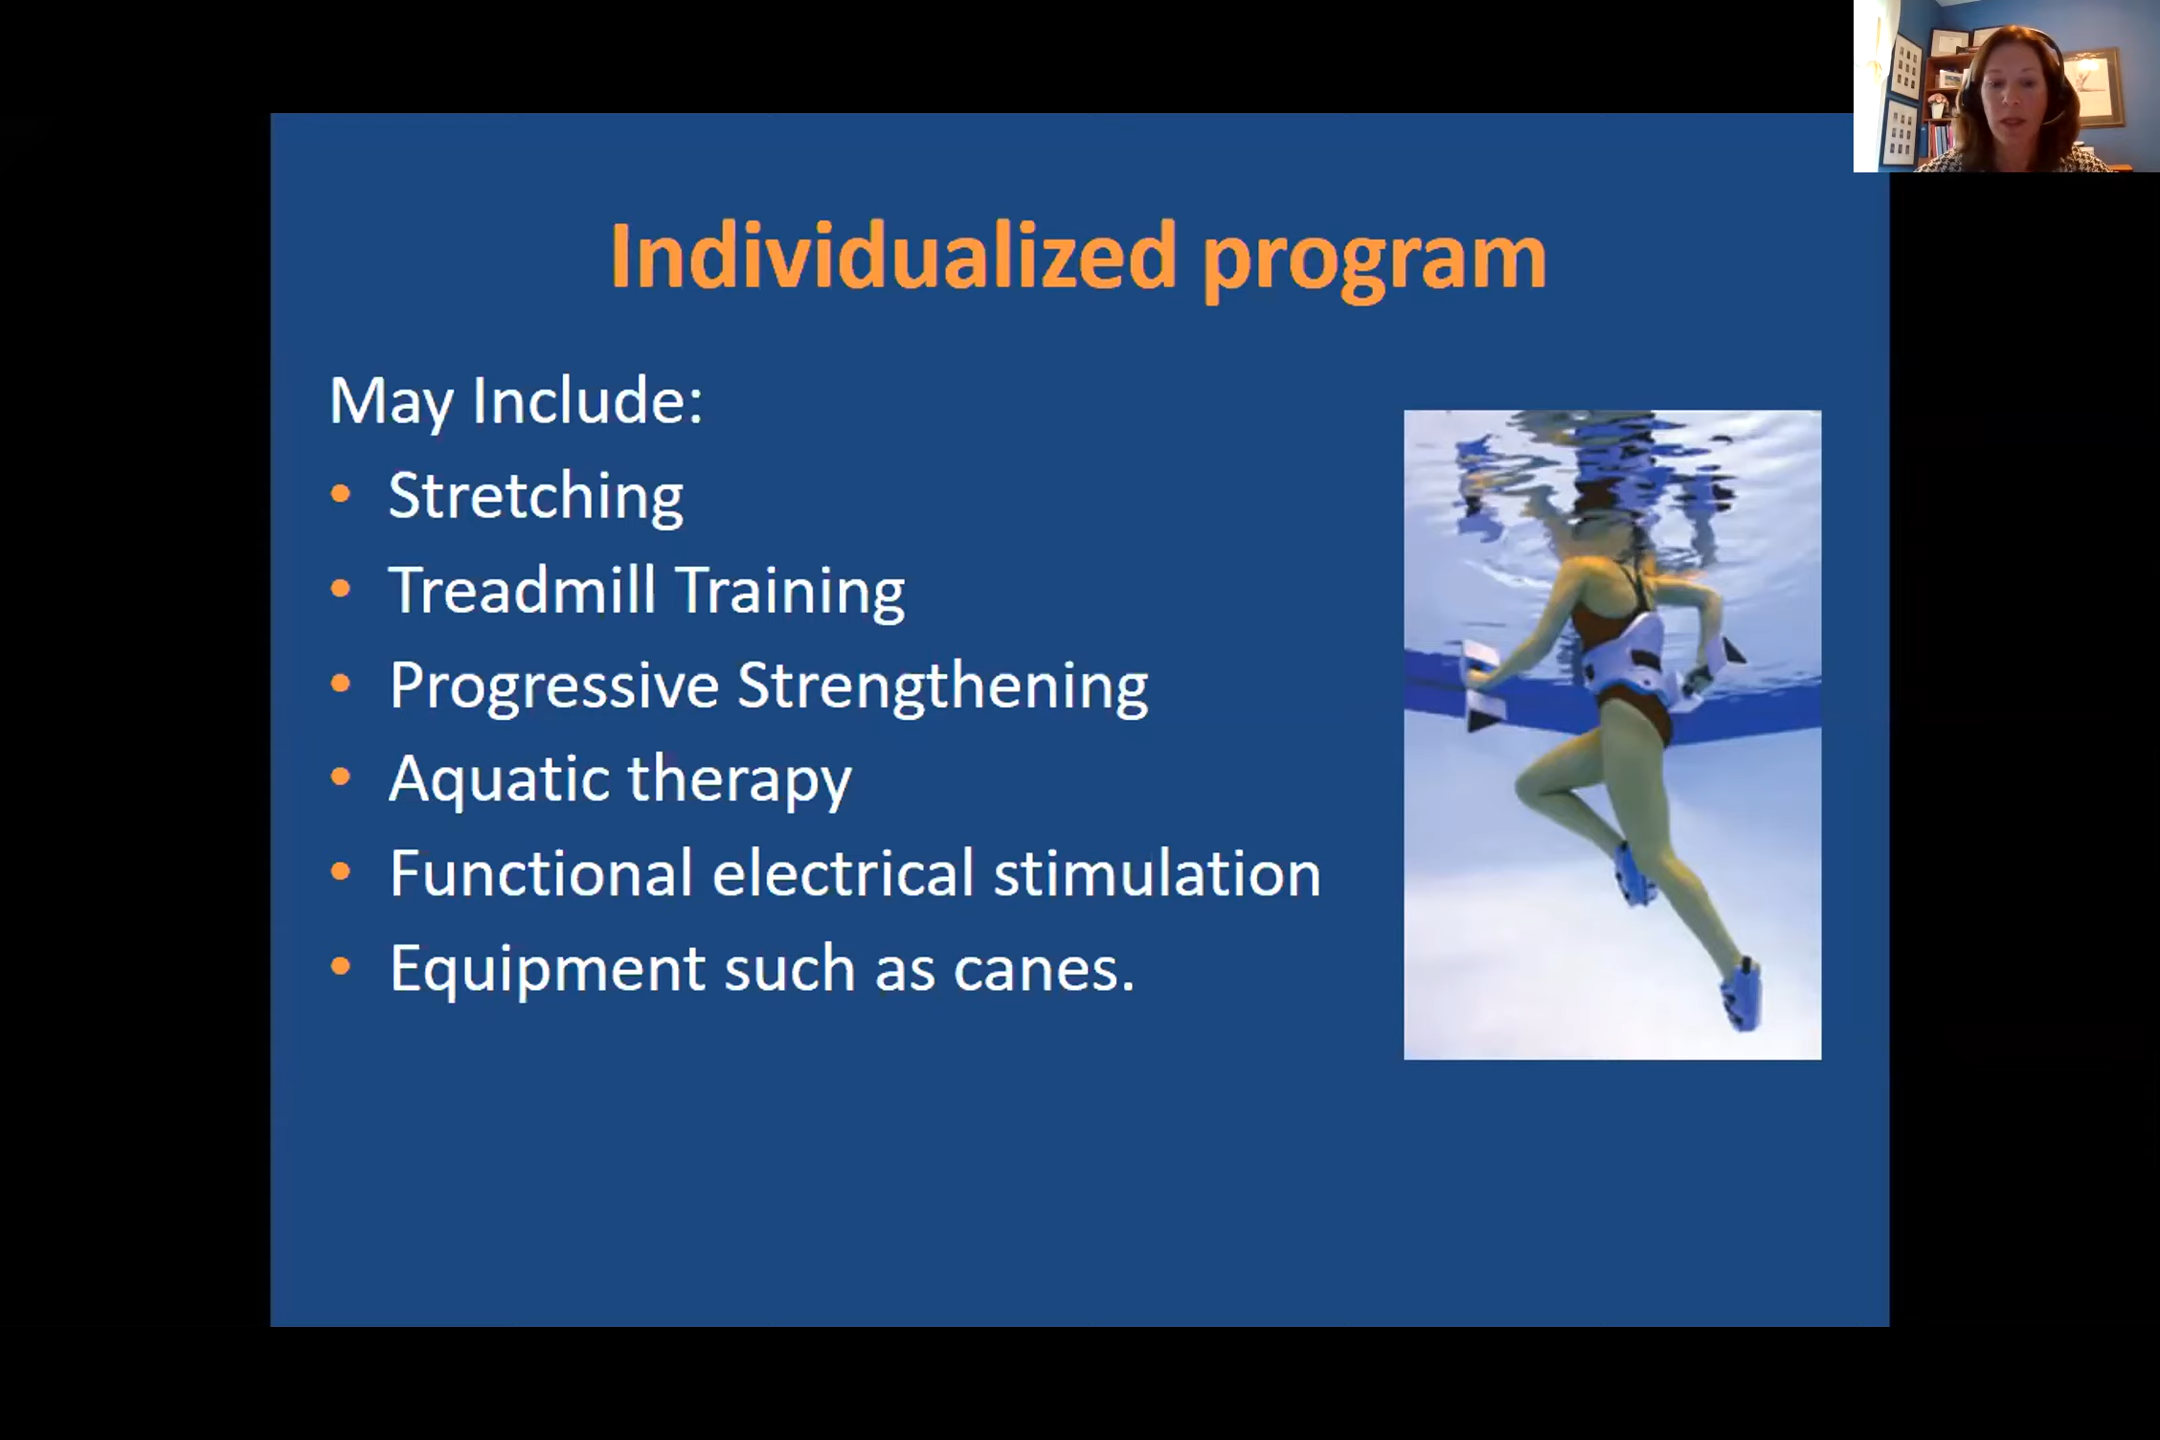 Individualized program
May Include:
• Stretching
• Treadmill Training
• Progressive Strengthening
• Aquatic therapy
• Functional electrical stimulation
• Equipment such as canes.